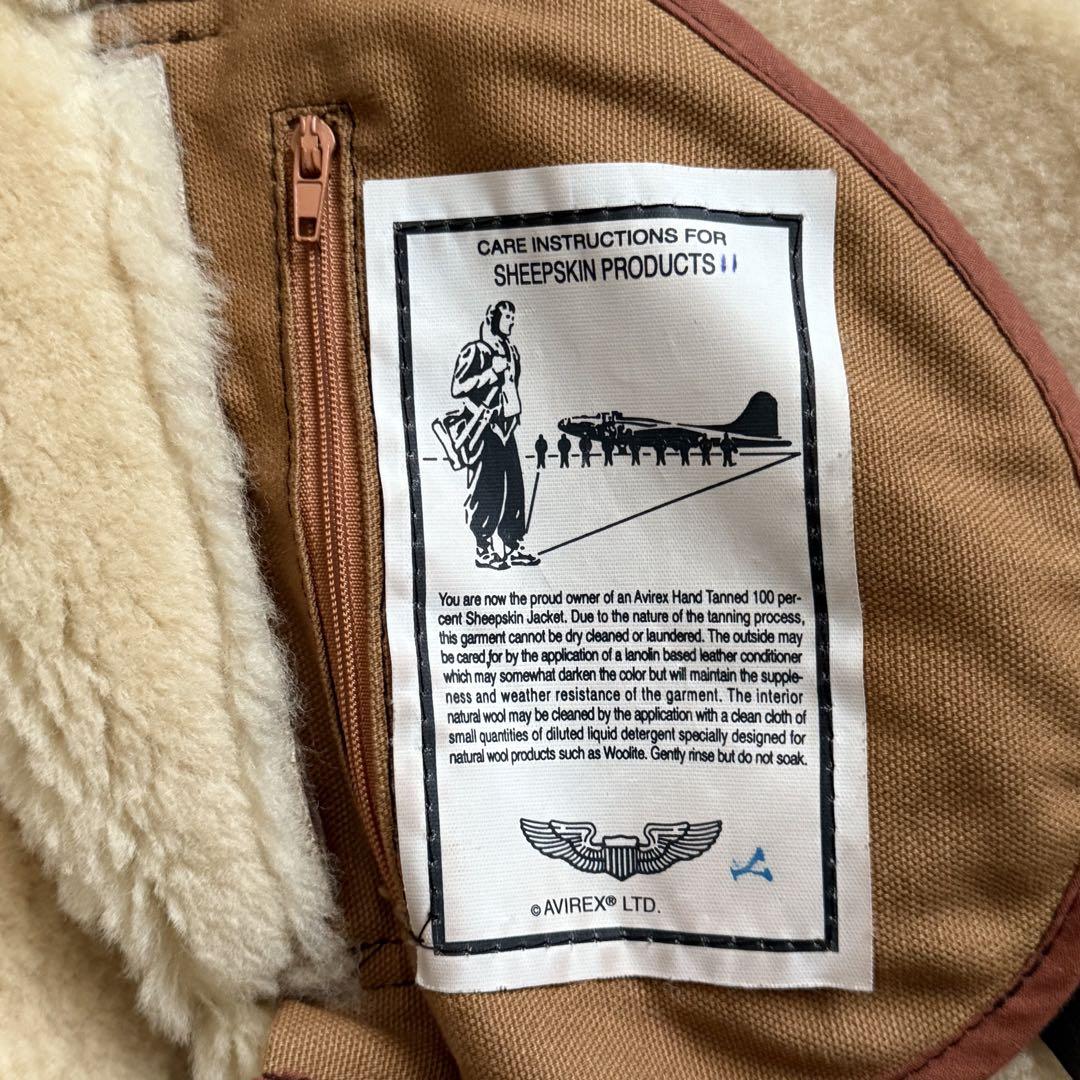 CARE INSTRUCTIONS FOR
SHEEPSKIN PRODUCTS
You are now the proud owner of an Avirex Hand Tanned 100 per-
cent Sheepskin Jacket. Due to the nature of the tanning process,
this garment cannot be dry cleaned or laundered. The outside may
be cared for by the application of a lanolin based leather conditioner
which may somewhat darken the color but will maintain the supple-
ness and weather resistance of the garment. The interior
natural wool may be cleaned by the application with a clean cloth of
small quantities of diluted liquid detergent specially designed for
natural wool products such as Woolite. Gently rinse but do not soak.
© AVIREX® LTD.